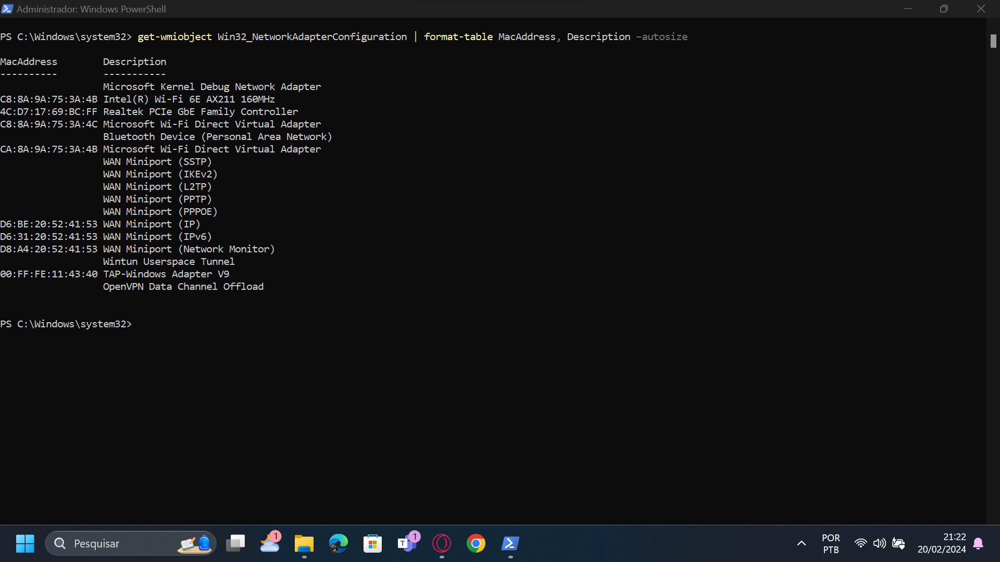 Administrador: Windows PowerShell
PS C:\Windows\system32> get-wmiobject Win32_NetworkAdapterConfiguration | format-table MacAddress, Description –autosize
MacAddress        Description
----------        -----------
                  Microsoft Kernel Debug Network Adapter
C8:8A:9A:75:3A:4B Intel(R) Wi-Fi 6E AX211 160MHz
4C:D7:17:69:BC:FF Realtek PCIe GbE Family Controller
C8:8A:9A:75:3A:4C Microsoft Wi-Fi Direct Virtual Adapter
                  Bluetooth Device (Personal Area Network)
CA:8A:9A:75:3A:4B Microsoft Wi-Fi Direct Virtual Adapter
                  WAN Miniport (SSTP)
                  WAN Miniport (IKEv2)
                  WAN Miniport (L2TP)
                  WAN Miniport (PPTP)
                  WAN Miniport (PPPOE)
D6:BE:20:52:41:53 WAN Miniport (IP)
D6:31:20:52:41:53 WAN Miniport (IPv6)
D8:A4:20:52:41:53 WAN Miniport (Network Monitor)
                  Wintun Userspace Tunnel
00:FF:FE:11:43:40 TAP-Windows Adapter V9
                  OpenVPN Data Channel Offload
PS C:\Windows\system32>
Pesquisar
1
T
1
POR
PTB
21:22
20/02/2024